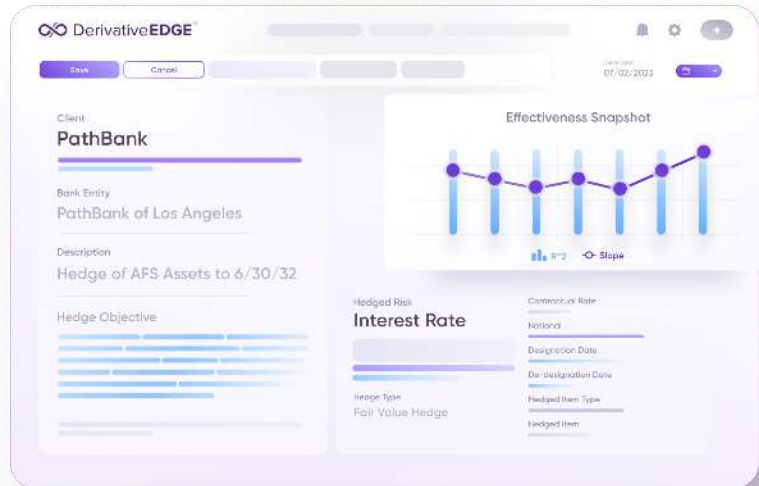 DerivativeEDGE®
Save
Cancel
07/02/2023
Client
PathBank
Bank Entity
PathBank of Los Angeles
Description
Hedge of AFS Assets to 6/30/32
Hedge Objective
Effectiveness Snapshot
R^2
Slope
Hedged Risk
Interest Rate
Hedge Type
Fair Value Hedge
Contractual Rate
Notional
Designation Date
De-designation Date
Hedged Item Type
Hedged Item